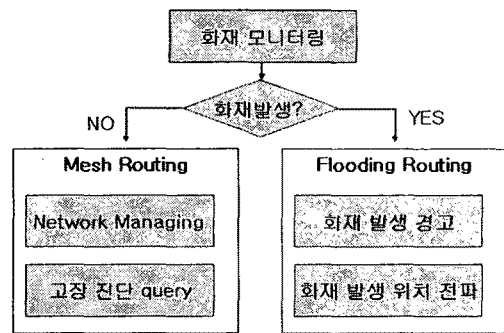 화재 모니터링
화재발생?
NO
YES
Mesh Routing
Flooding Routing
Network Managing
화재 발생 경고
고장 진단 query
화재 발생 위치 전파